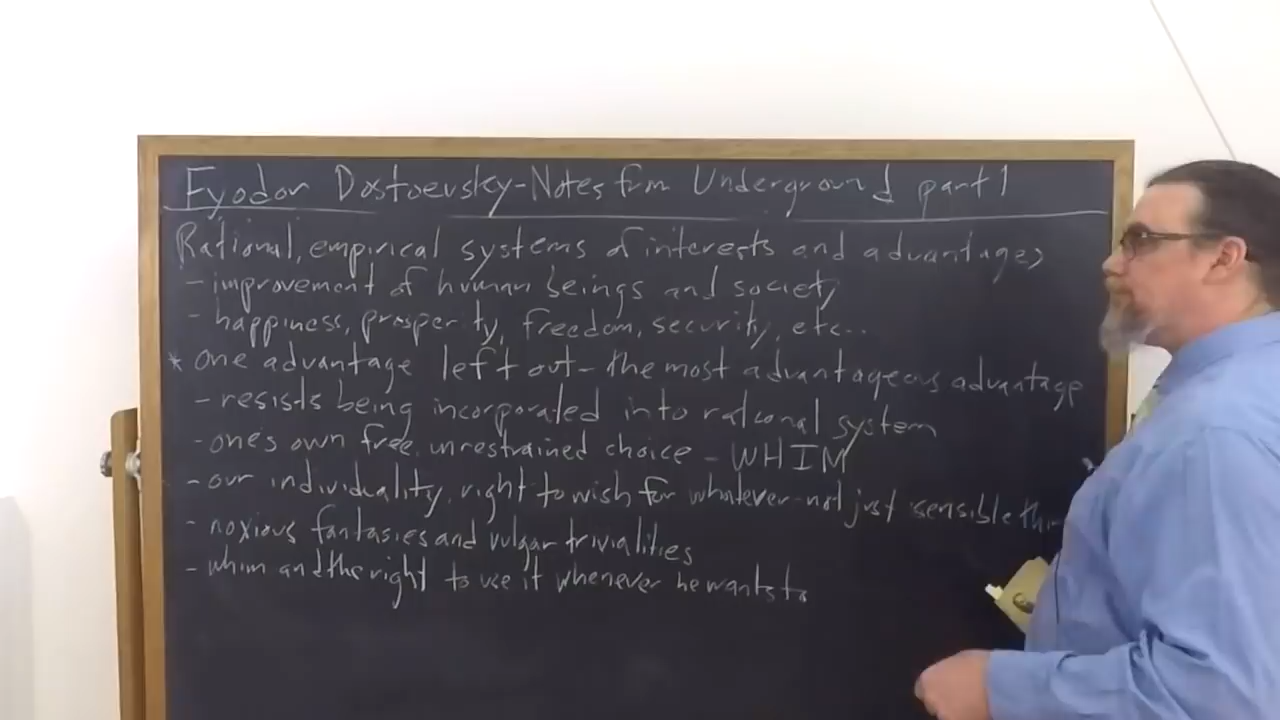 Fyodor Dostoevsky-Notes from Underground part 1
Rational, empirical systems of interests and advantages
- improvement of human beings and society
- happiness, prosperity, freedom, security, etc...
* one advantage left out - the most advantageous advantage
- resists being incorporated into rational system
- one's own free, unrestrained choice - WHIM
- our individuality, right to wish for whatever - not just sensible
- noxious fantasies and vulgar trivialities
- whim and the right to use it whenever he wants to